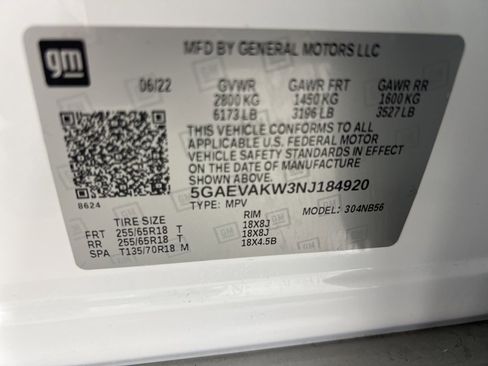 gm
MFD BY GENERAL MOTORS LLC
06/22 GVWR GAWR FRT GAWR RR
2800 KG 1450 KG 1600 KG
6173 LB 3196 LB 3527 LB
THIS VEHICLE CONFORMS TO ALL
APPLICABLE U.S. FEDERAL MOTOR
VEHICLE SAFETY STANDARDS IN EFFECT
ON THE DATE OF MANUFACTURE
SHOWN ABOVE.
5GAEVAKW3NJ184920
8624
TYPE: MPV MODEL: 304NB56
TIRE SIZE RIM
FRT 255/65R18 T 18X8J
RR 255/65R18 T 18X8J
SPA T135/70R18 M 18X4.5B